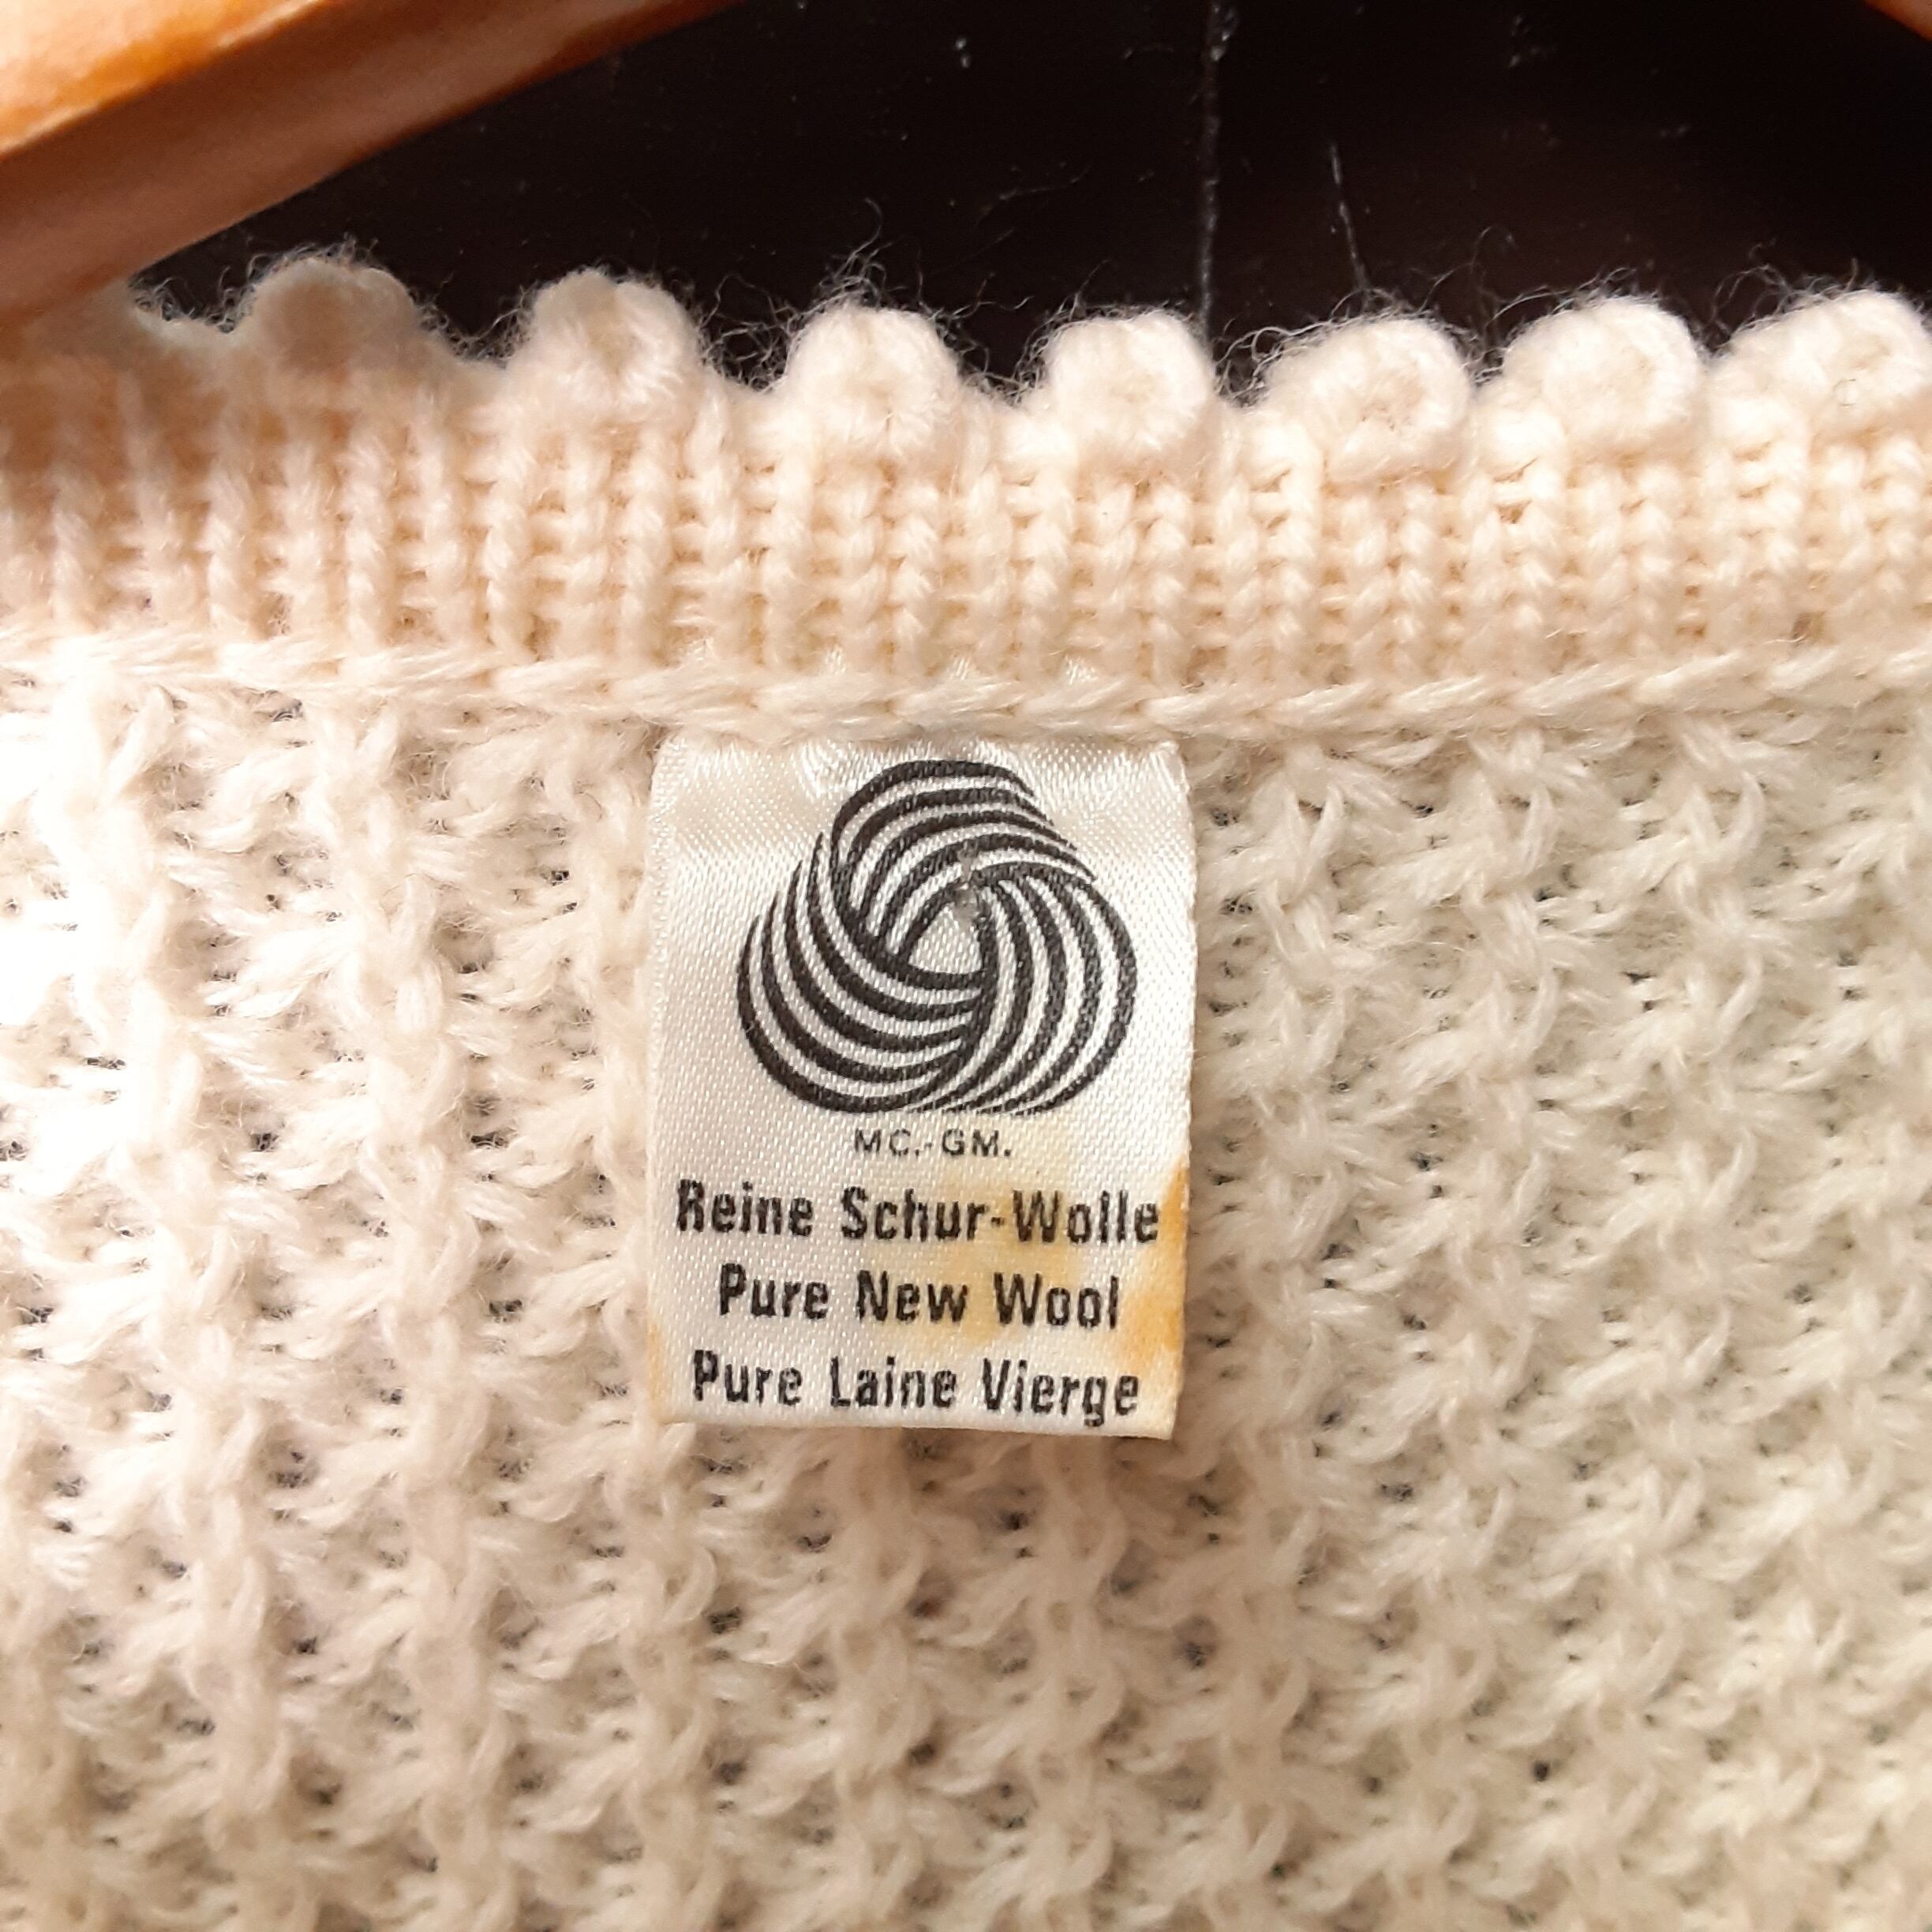 MC.-GM.
Reine Schur-Wolle
Pure New Wool
Pure Laine Vierge